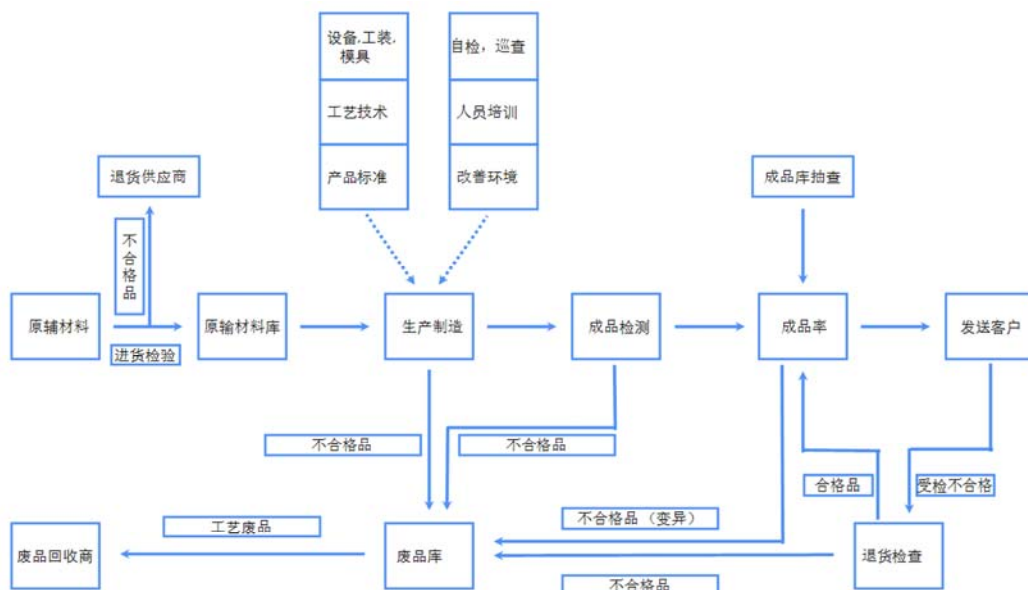 设备.工装.
模具
自检，巡查
工艺技术
人员培训
退货供应商
产品标准
改善环境
成品库抽查
不
合
格
品
原辅材料
原输材料库
生产制造
成品检测
成品率
发送客户
进货检验
不合格品
不合格品
合格品
受检不合格
工艺废品
不合格品（变异）
废品回收商
废品库
退货检查
不合格品